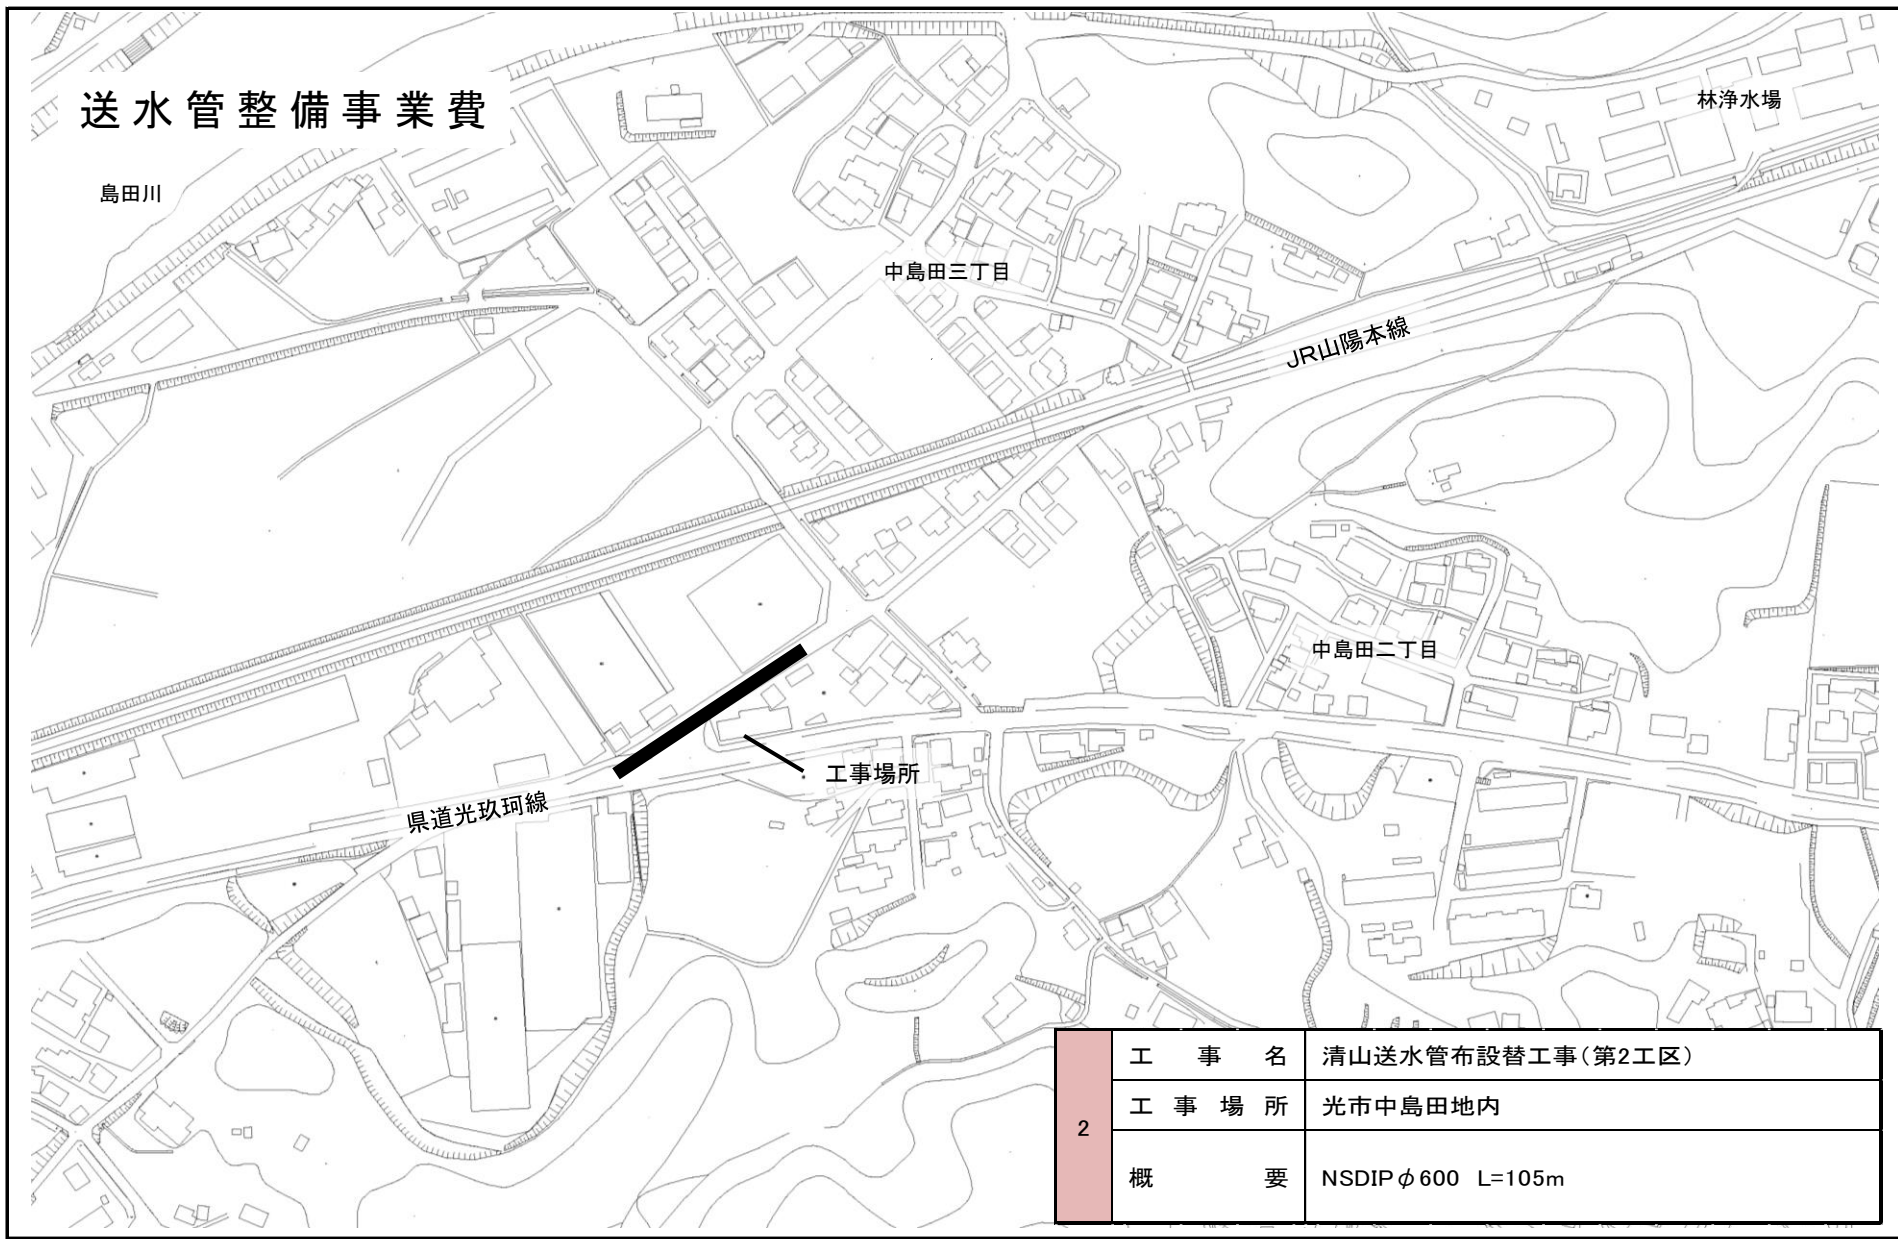 送水管整備事業費
林浄水場
島田川
中島田三丁目
JR山陽本線
中島田二丁目
工事場所
県道光玖珂線
2
工事名 清山送水管布設替工事(第2工区)
工事場所 光市中島田地内
概要 NSDIPφ600 L=105m